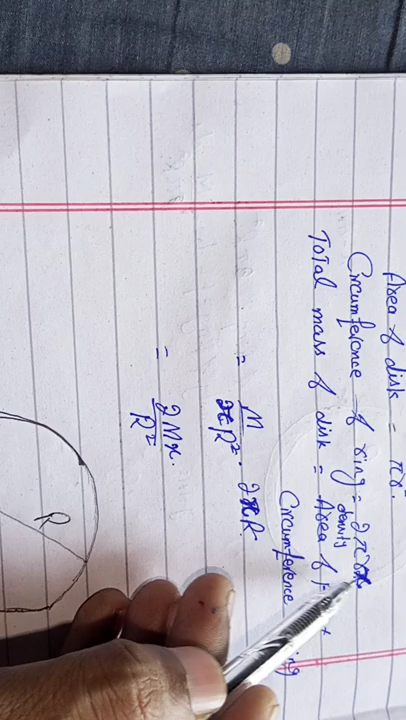 Area of disk = πr².
Circumference of ring = 2πr
Total mass of disk = Area of
density
Circumference
= M/πR² · 2πR.
= 2Mx./R²
R